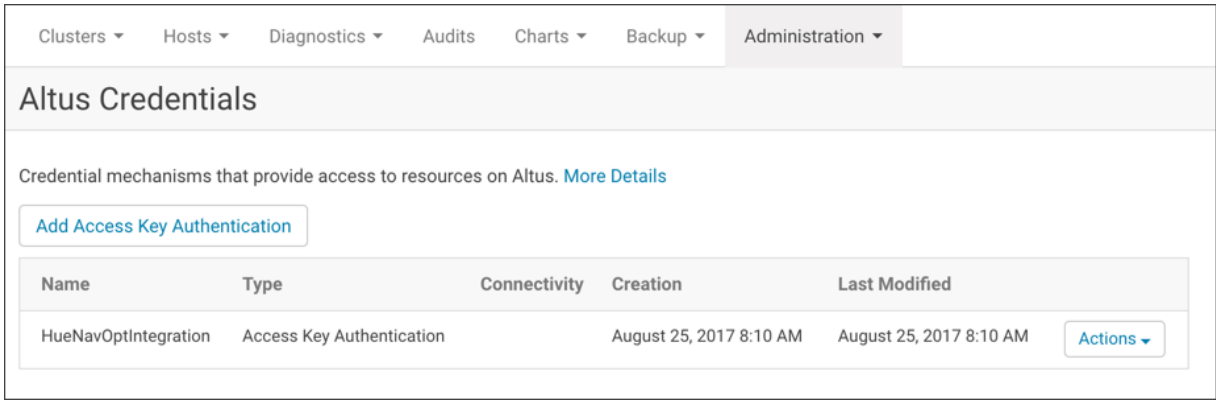 Clusters Hosts Diagnostics Audits Charts Backup Administration
Altus Credentials
Credential mechanisms that provide access to resources on Altus. More Details
Add Access Key Authentication
Name Type Connectivity Creation Last Modified
HueNavOptIntegration Access Key Authentication August 25, 2017 8:10 AM August 25, 2017 8:10 AM Actions